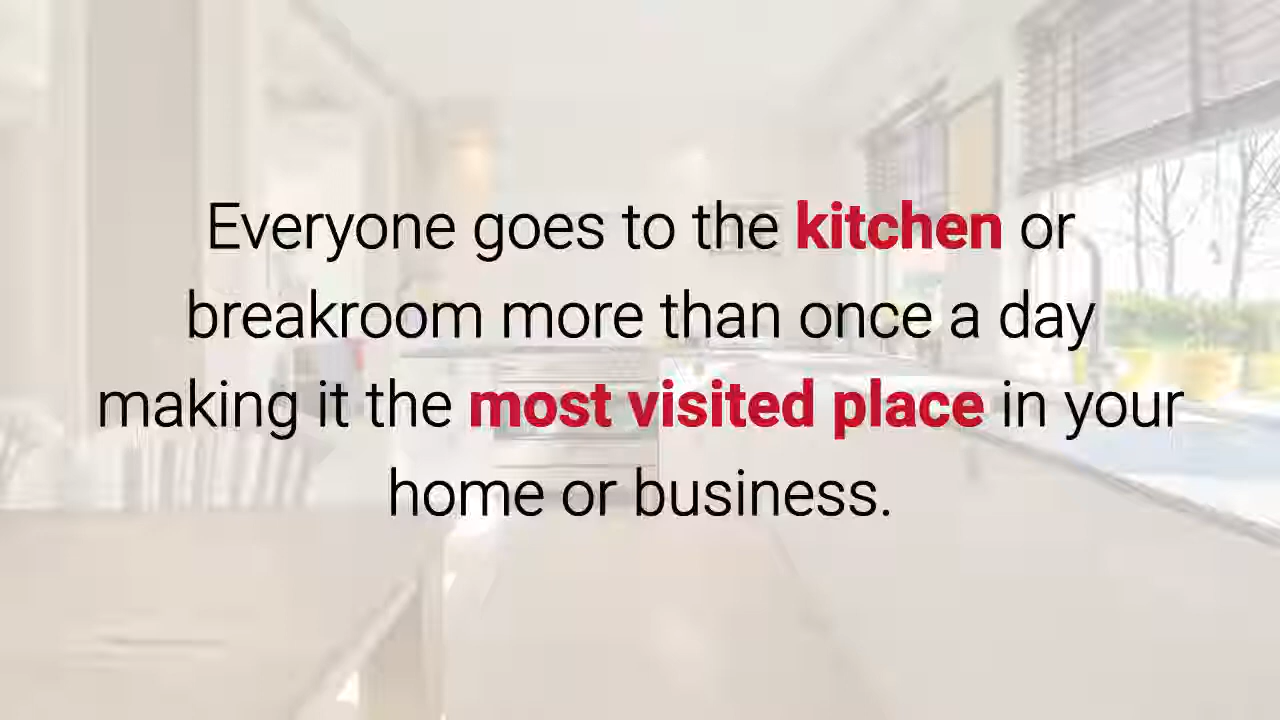 Everyone goes to the kitchen or
breakroom more than once a day
making it the most visited place in your
home or business.